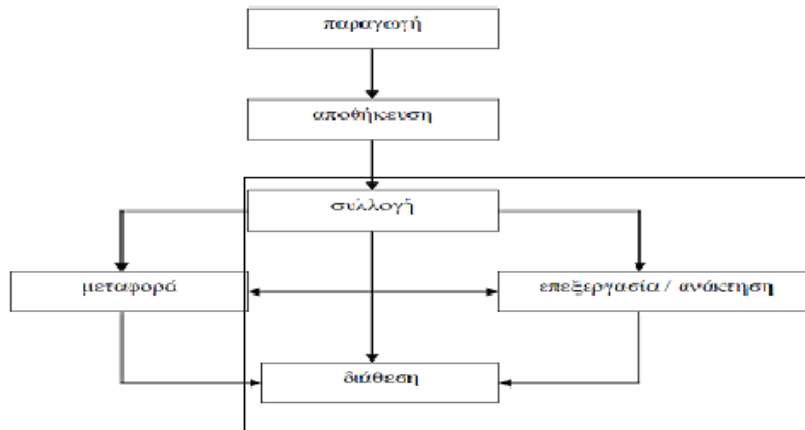 παραγωγή
αποθήκευση
συλλογή
μεταφορά
επεξεργασία / ανάκτηση
διάθεση